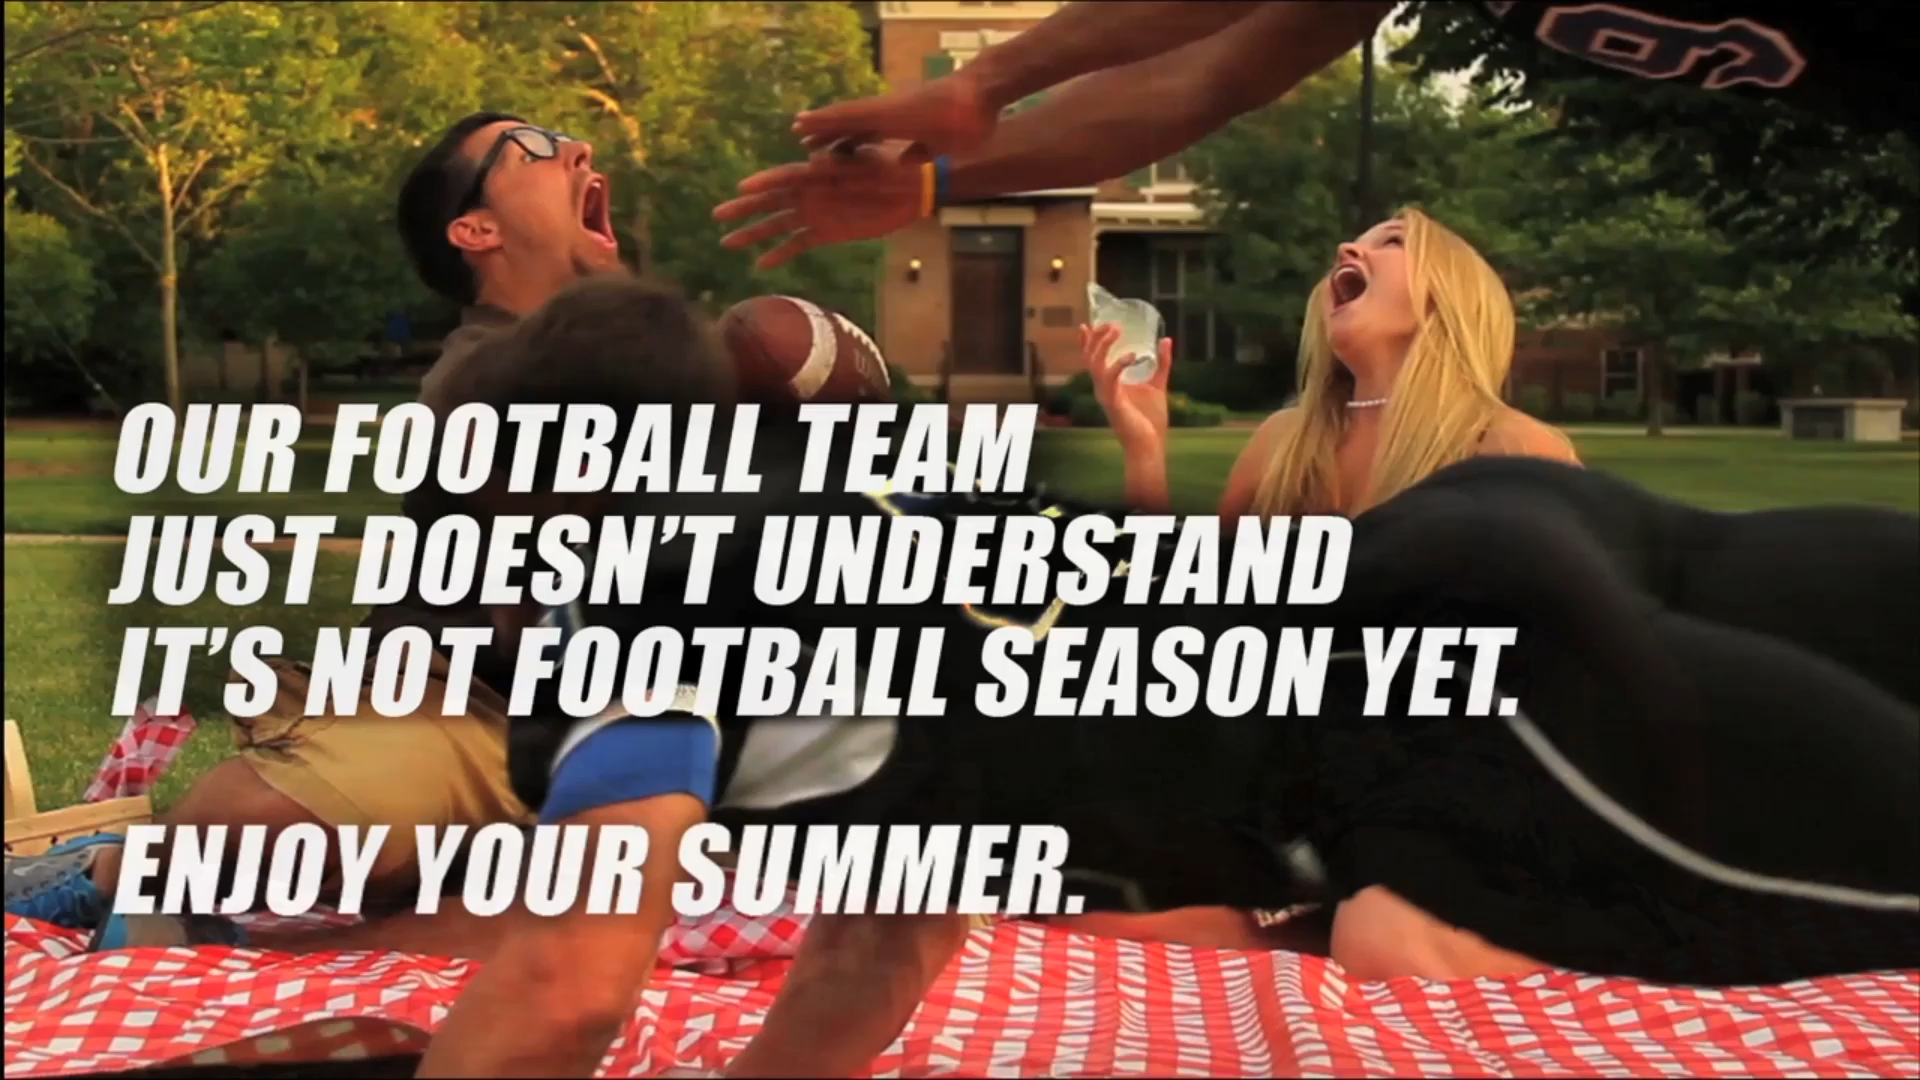 OUR FOOTBALL TEAM
JUST DOESN'T UNDERSTAND
IT'S NOT FOOTBALL SEASON YET.
ENJOY YOUR SUMMER.